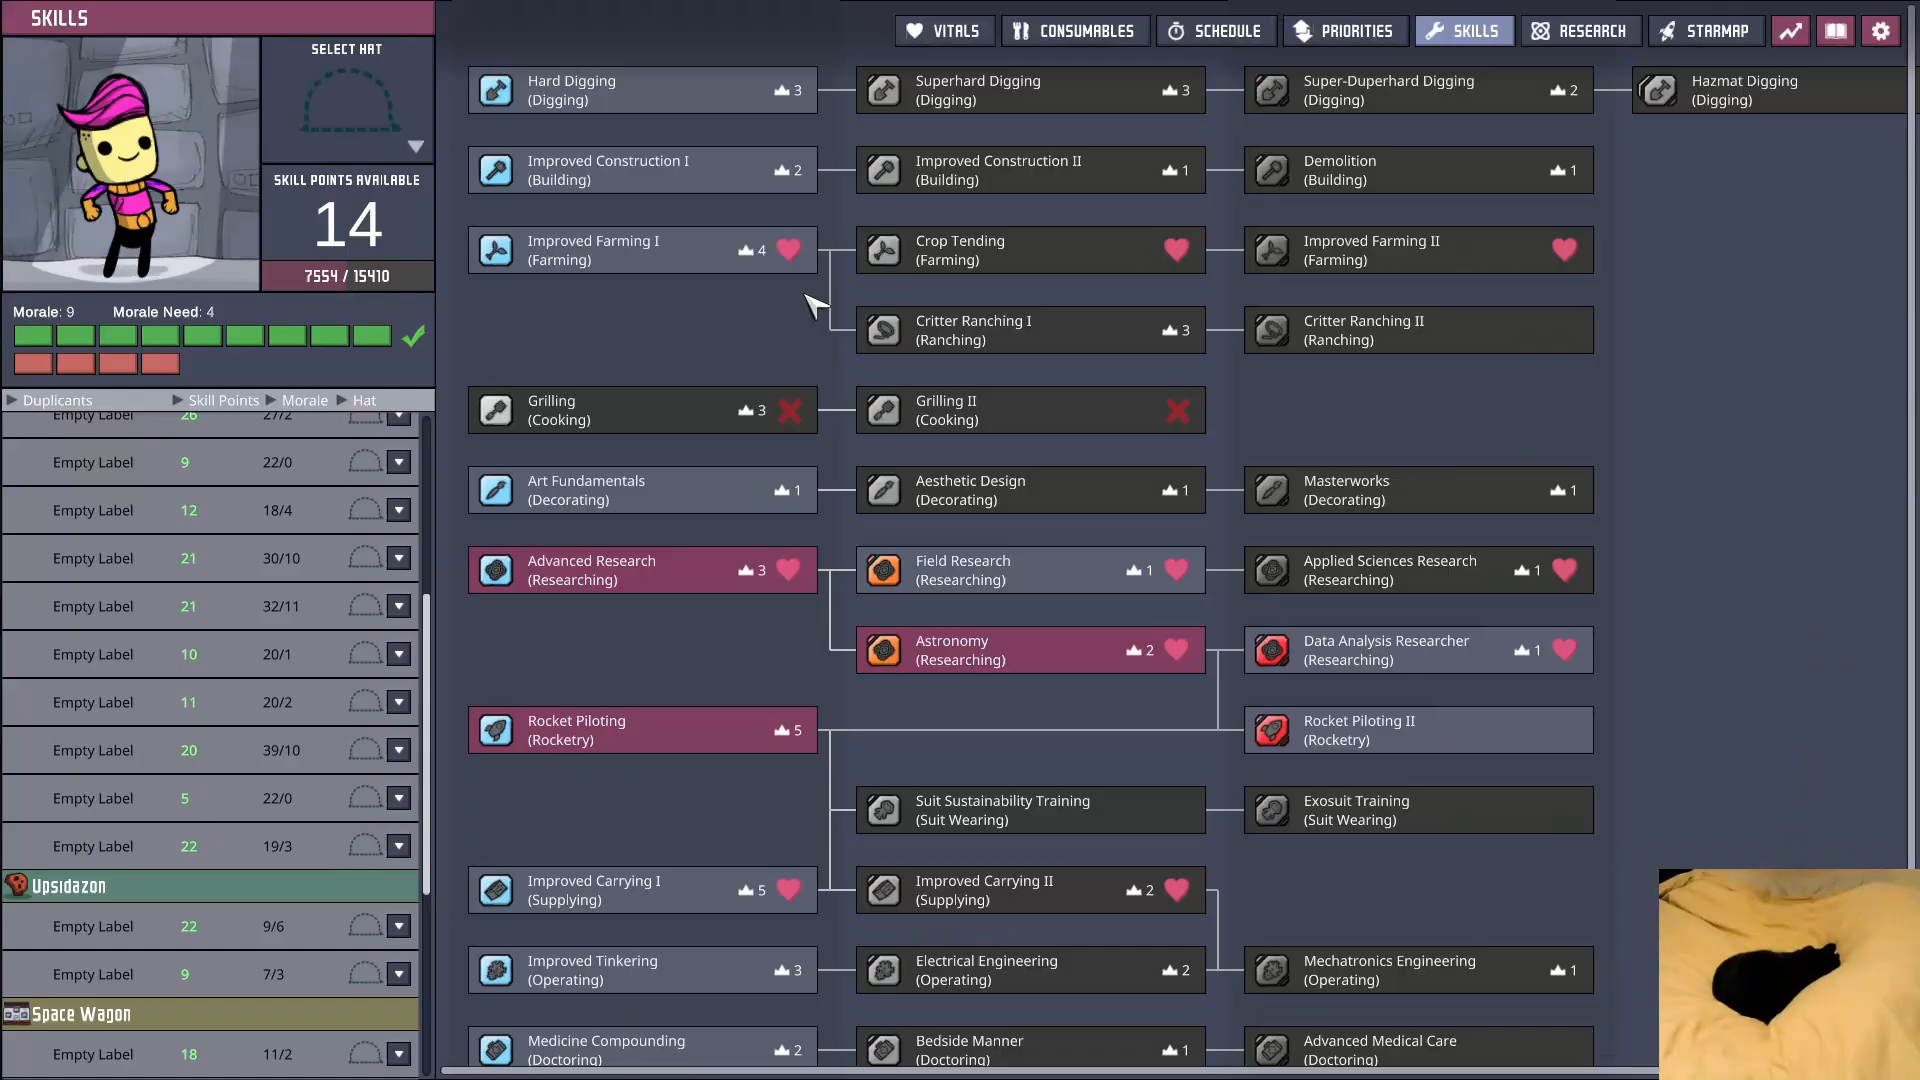 SKILLS
VITALS
CONSUMABLES
SCHEDULE
PRIORITIES
SKILLS
RESEARCH
STARMAP
SELECT HAT
SKILL POINTS AVAILABLE
14
7554 / 15410
Morale: 9 Morale Need: 4
Duplicants Skill Points Morale Hat
Empty Label 26 27/2
Empty Label 9 22/0
Empty Label 12 18/4
Empty Label 21 30/10
Empty Label 21 32/11
Empty Label 10 20/1
Empty Label 11 20/2
Empty Label 20 39/10
Empty Label 5 22/0
Empty Label 22 19/3
Upsidazon
Empty Label 22 9/6
Empty Label 9 7/3
Space Wagon
Empty Label 18 11/2
Hard Digging
(Digging)
3
Superhard Digging
(Digging)
3
Super-Duperhard Digging
(Digging)
2
Hazmat Digging
(Digging)
Improved Construction I
(Building)
2
Improved Construction II
(Building)
1
Demolition
(Building)
1
Improved Farming I
(Farming)
4
Crop Tending
(Farming)
Improved Farming II
(Farming)
Critter Ranching I
(Ranching)
3
Critter Ranching II
(Ranching)
Grilling
(Cooking)
3
Grilling II
(Cooking)
Art Fundamentals
(Decorating)
1
Aesthetic Design
(Decorating)
1
Masterworks
(Decorating)
1
Advanced Research
(Researching)
3
Field Research
(Researching)
1
Applied Sciences Research
(Researching)
1
Astronomy
(Researching)
2
Data Analysis Researcher
(Researching)
1
Rocket Piloting
(Rocketry)
5
Rocket Piloting II
(Rocketry)
Suit Sustainability Training
(Suit Wearing)
Exosuit Training
(Suit Wearing)
Improved Carrying I
(Supplying)
5
Improved Carrying II
(Supplying)
2
Improved Tinkering
(Operating)
3
Electrical Engineering
(Operating)
2
Mechatronics Engineering
(Operating)
1
Medicine Compounding
(Doctoring)
2
Bedside Manner
(Doctoring)
1
Advanced Medical Care
(Doctoring)